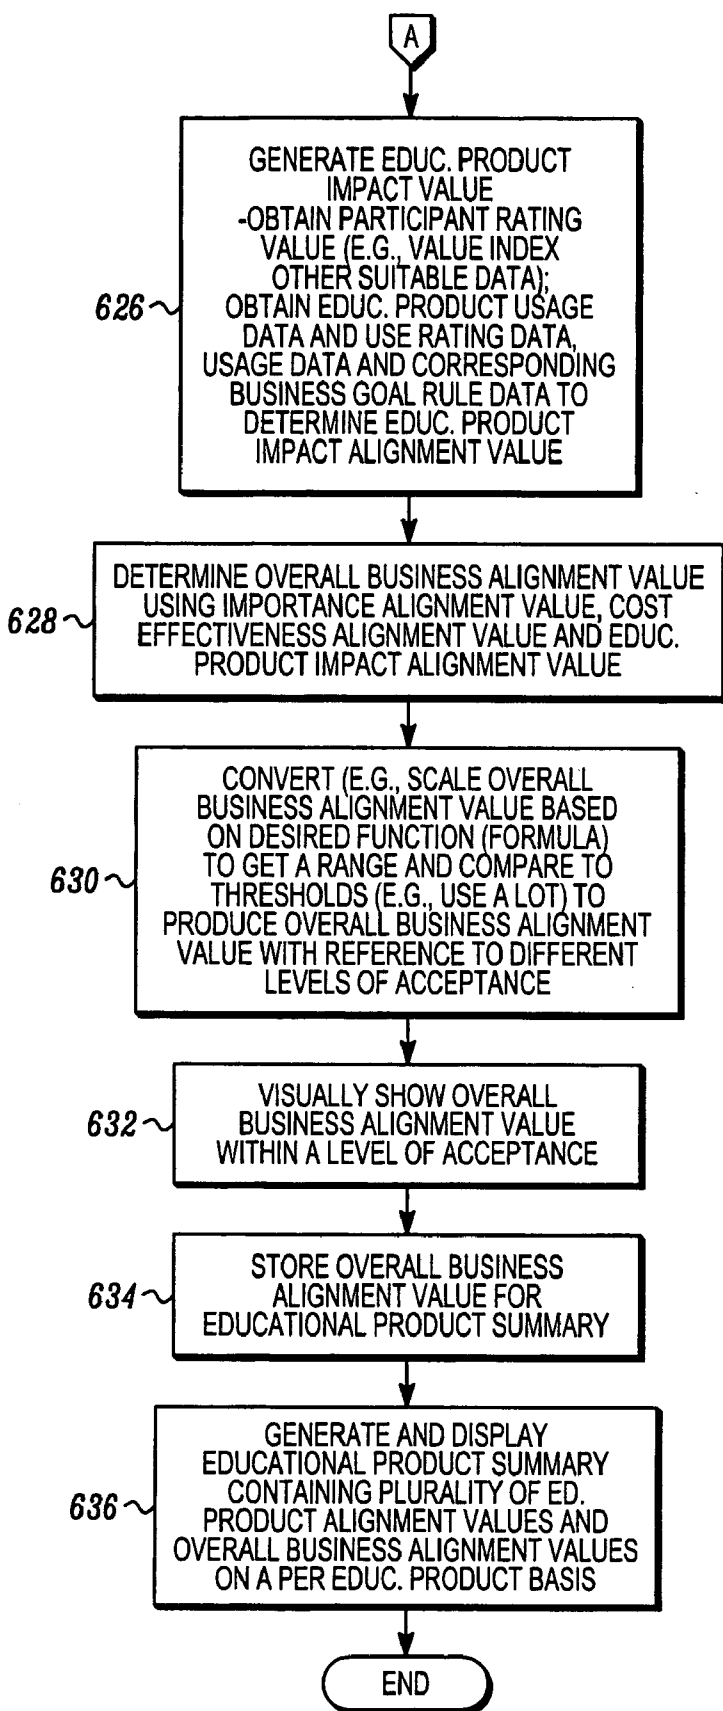 A
GENERATE EDUC. PRODUCT
IMPACT VALUE
-OBTAIN PARTICIPANT RATING
VALUE (E.G., VALUE INDEX
OTHER SUITABLE DATA);
OBTAIN EDUC. PRODUCT USAGE
DATA AND USE RATING DATA,
USAGE DATA AND CORRESPONDING
BUSINESS GOAL RULE DATA TO
DETERMINE EDUC. PRODUCT
IMPACT ALIGNMENT VALUE
626
DETERMINE OVERALL BUSINESS ALIGNMENT VALUE
USING IMPORTANCE ALIGNMENT VALUE, COST
EFFECTIVENESS ALIGNMENT VALUE AND EDUC.
PRODUCT IMPACT ALIGNMENT VALUE
628
CONVERT (E.G., SCALE OVERALL
BUSINESS ALIGNMENT VALUE BASED
ON DESIRED FUNCTION (FORMULA)
TO GET A RANGE AND COMPARE TO
THRESHOLDS (E.G., USE A LOT) TO
PRODUCE OVERALL BUSINESS ALIGNMENT
VALUE WITH REFERENCE TO DIFFERENT
LEVELS OF ACCEPTANCE
630
VISUALLY SHOW OVERALL
BUSINESS ALIGNMENT VALUE
WITHIN A LEVEL OF ACCEPTANCE
632
STORE OVERALL BUSINESS
ALIGNMENT VALUE FOR
EDUCATIONAL PRODUCT SUMMARY
634
GENERATE AND DISPLAY
EDUCATIONAL PRODUCT SUMMARY
CONTAINING PLURALITY OF ED.
PRODUCT ALIGNMENT VALUES AND
OVERALL BUSINESS ALIGNMENT VALUES
ON A PER EDUC. PRODUCT BASIS
636
END